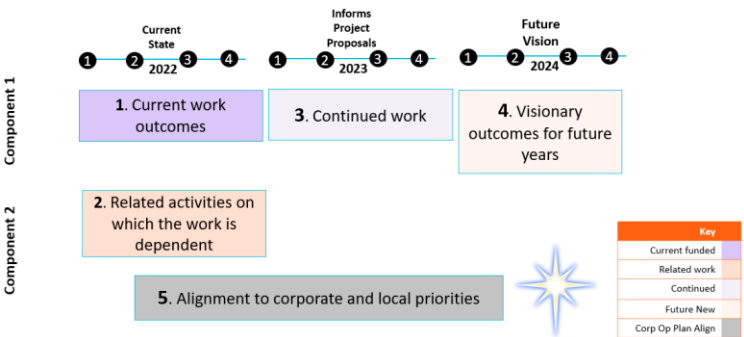 Current
State
1 2 3 4
2022
Informs
Project
Proposals
1 2 3 4
2023
Future
Vision
1 2 3 4
2024
Component 1
1. Current work
outcomes
3. Continued work
4. Visionary
outcomes for future
years
Component 2
2. Related activities on
which the work is
dependent
5. Alignment to corporate and local priorities
Key
Current funded
Related work
Continued
Future New
Corp Op Plan Align